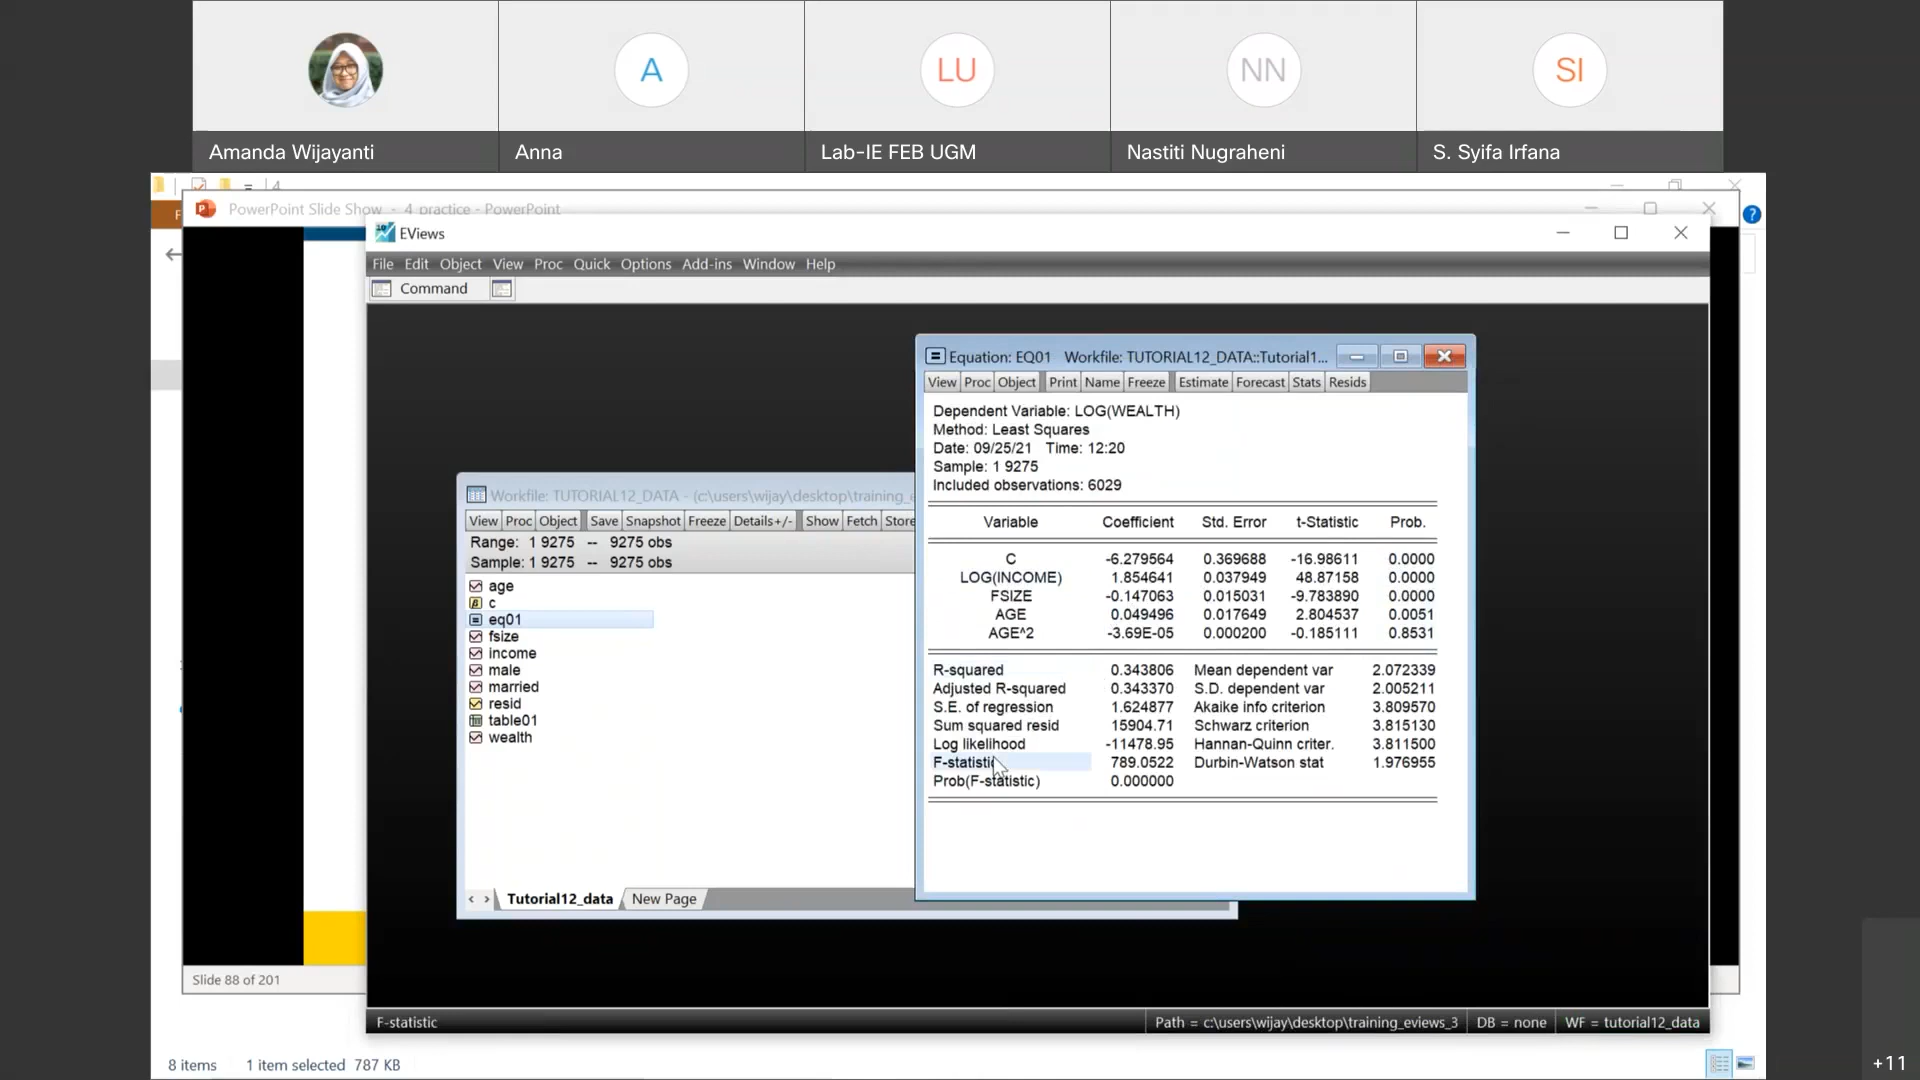 A
LU
NN
SI
Amanda Wijayanti
Anna
Lab-IE FEB UGM
Nastiti Nugraheni
S. Syifa Irfana
4
F
PowerPoint Slide Show - 4 practice - PowerPoint
?
EViews
File Edit Object View Proc Quick Options Add-ins Window Help
Command
Equation: EQ01 Workfile: TUTORIAL12_DATA::Tutorial1...
View Proc Object Print Name Freeze Estimate Forecast Stats Resids
Dependent Variable: LOG(WEALTH)
Method: Least Squares
Date: 09/25/21 Time: 12:20
Sample: 1 9275
Included observations: 6029
Variable Coefficient Std. Error t-Statistic Prob.
C -6.279564 0.369688 -16.98611 0.0000
LOG(INCOME) 1.854641 0.037949 48.87158 0.0000
FSIZE -0.147063 0.015031 -9.783890 0.0000
AGE 0.049496 0.017649 2.804537 0.0051
AGE^2 -3.69E-05 0.000200 -0.185111 0.8531
R-squared 0.343806 Mean dependent var 2.072339
Adjusted R-squared 0.343370 S.D. dependent var 2.005211
S.E. of regression 1.624877 Akaike info criterion 3.809570
Sum squared resid 15904.71 Schwarz criterion 3.815130
Log likelihood -11478.95 Hannan-Quinn criter. 3.811500
F-statistic 789.0522 Durbin-Watson stat 1.976955
Prob(F-statistic) 0.000000
Workfile: TUTORIAL12_DATA - (c:\users\wijay\desktop\training_e
View Proc Object Save Snapshot Freeze Details+/- Show Fetch Store
Range: 1 9275 -- 9275 obs
Sample: 1 9275 -- 9275 obs
age
c
eq01
fsize
income
male
married
resid
table01
wealth
Tutorial12_data New Page
Slide 88 of 201
F-statistic
Path = c:\users\wijay\desktop\training_eviews_3 DB = none WF = tutorial12_data
8 items 1 item selected 787 KB
+11